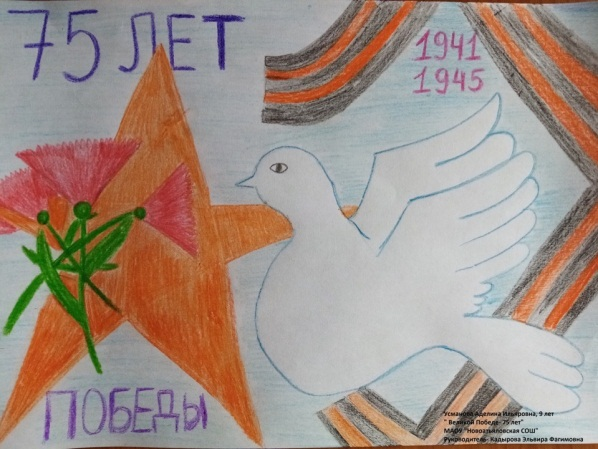 75 ЛЕТ
1941
1945
ПОБЕДЫ
Усманова Аделина Ильяровна, 9 лет
" Великой Победе- 75 лет"
МАОУ "Новоатьяловская СОШ"
Руководитель- Кадырова Эльвира Фагимовна